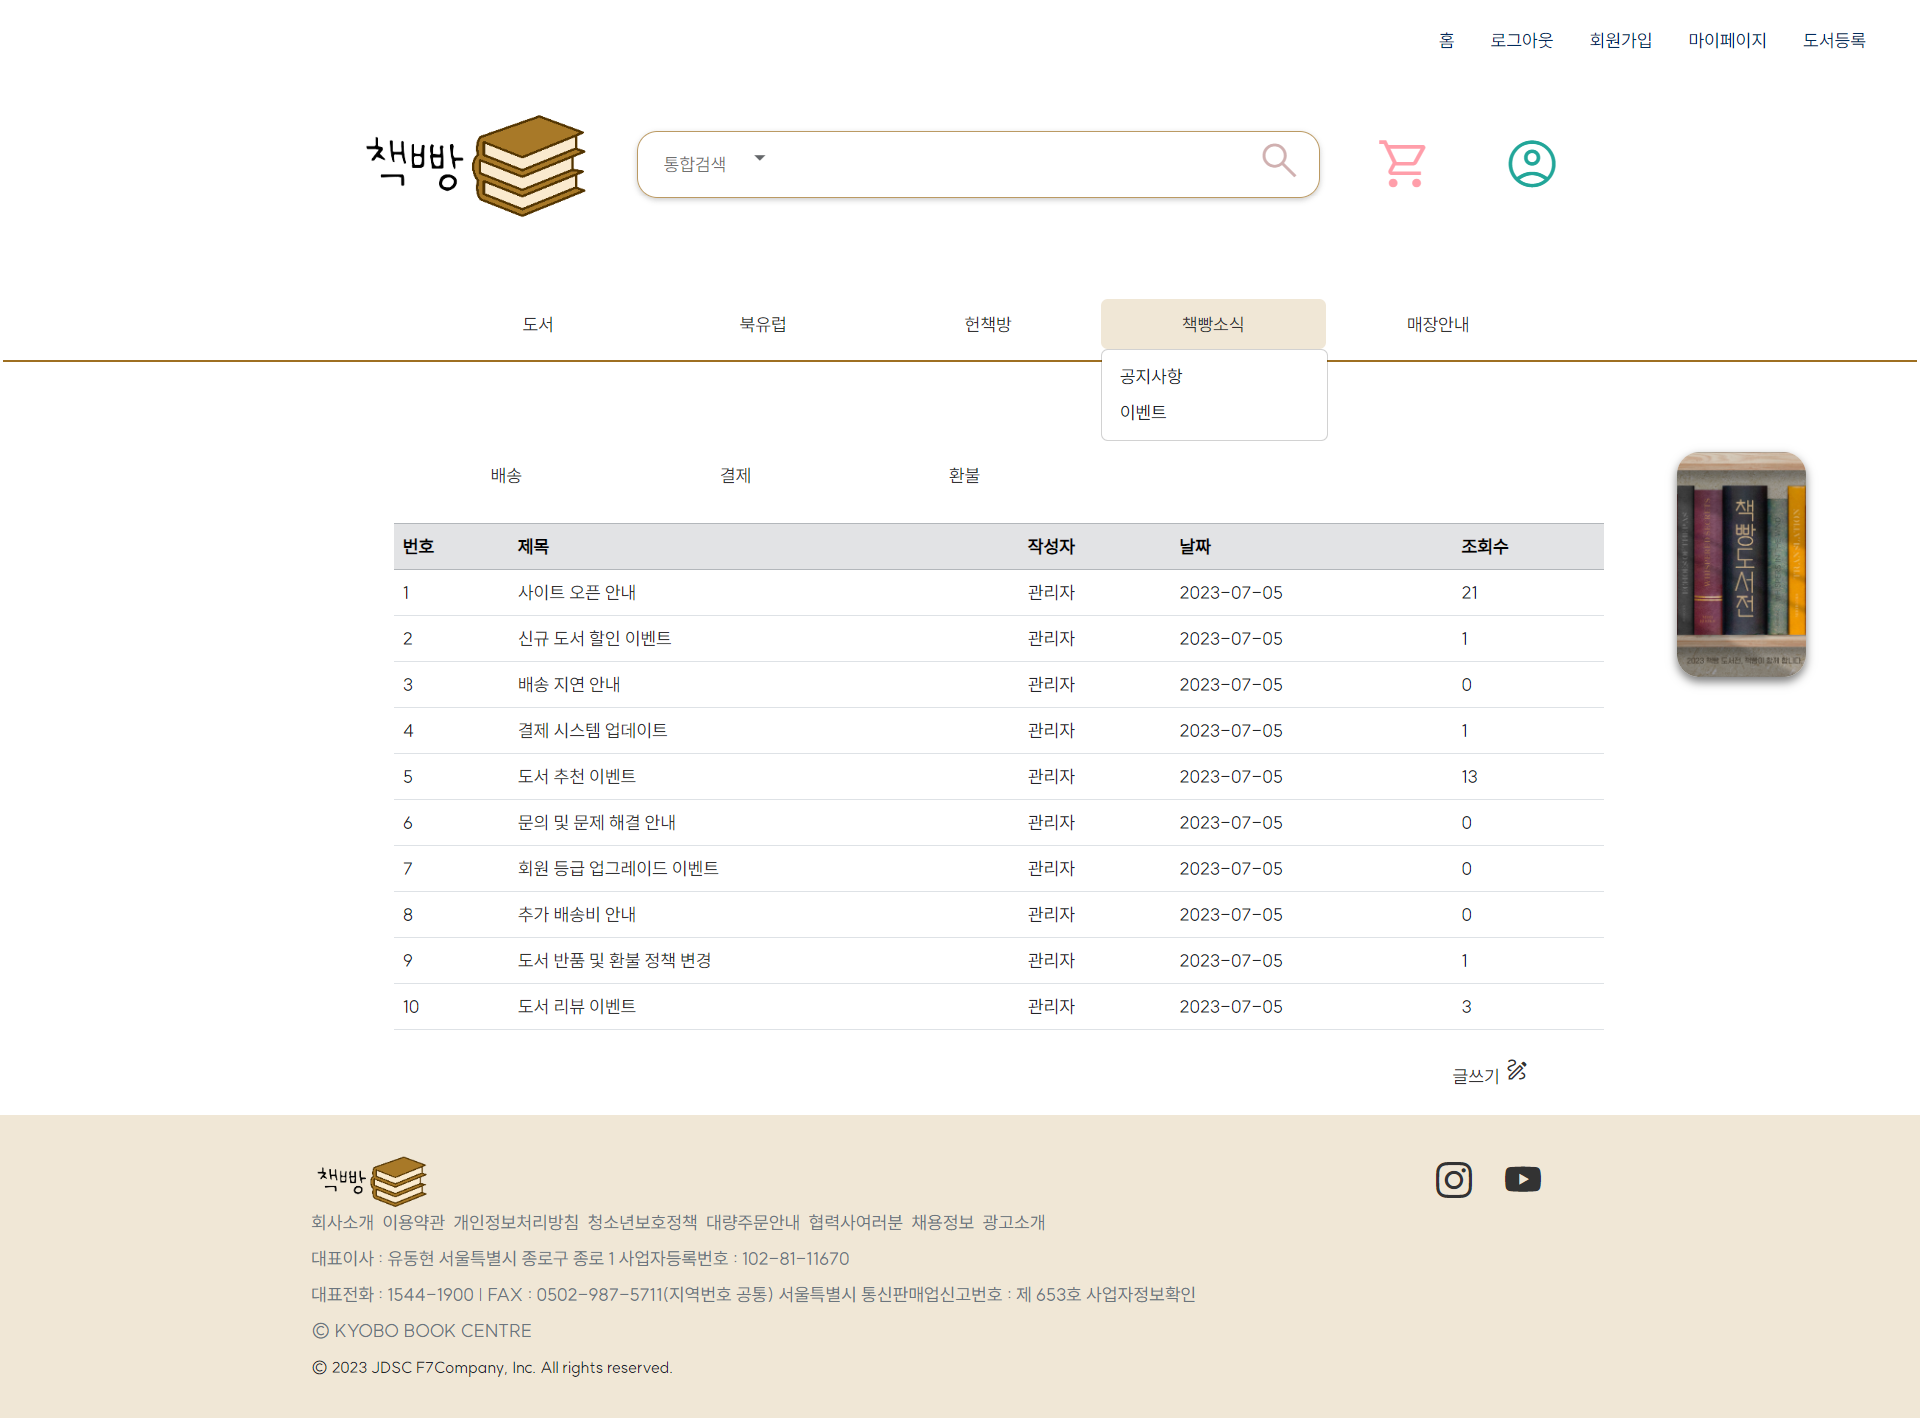 홈 로그아웃 회원가입 마이페이지 도서등록
책빵
통합검색
도서 북유럽 헌책방 책빵소식 매장안내
공지사항
이벤트
배송 결제 환불
책빵도서전
2023 책빵 도서전, 책빵이 함께 합니다.
번호 제목 작성자 날짜 조회수
1 사이트 오픈 안내 관리자 2023-07-05 21
2 신규 도서 할인 이벤트 관리자 2023-07-05 1
3 배송 지연 안내 관리자 2023-07-05 0
4 결제 시스템 업데이트 관리자 2023-07-05 1
5 도서 추천 이벤트 관리자 2023-07-05 13
6 문의 및 문제 해결 안내 관리자 2023-07-05 0
7 회원 등급 업그레이드 이벤트 관리자 2023-07-05 0
8 추가 배송비 안내 관리자 2023-07-05 0
9 도서 반품 및 환불 정책 변경 관리자 2023-07-05 1
10 도서 리뷰 이벤트 관리자 2023-07-05 3
글쓰기
책빵
회사소개 이용약관 개인정보처리방침 청소년보호정책 대량주문안내 협력사여러분 채용정보 광고소개
대표이사 : 유동현 서울특별시 종로구 종로 1 사업자등록번호 : 102-81-11670
대표전화 : 1544-1900 | FAX : 0502-987-5711(지역번호 공통) 서울특별시 통신판매업신고번호 : 제 653호 사업자정보확인
© KYOBO BOOK CENTRE
© 2023 JDSC F7Company, Inc. All rights reserved.